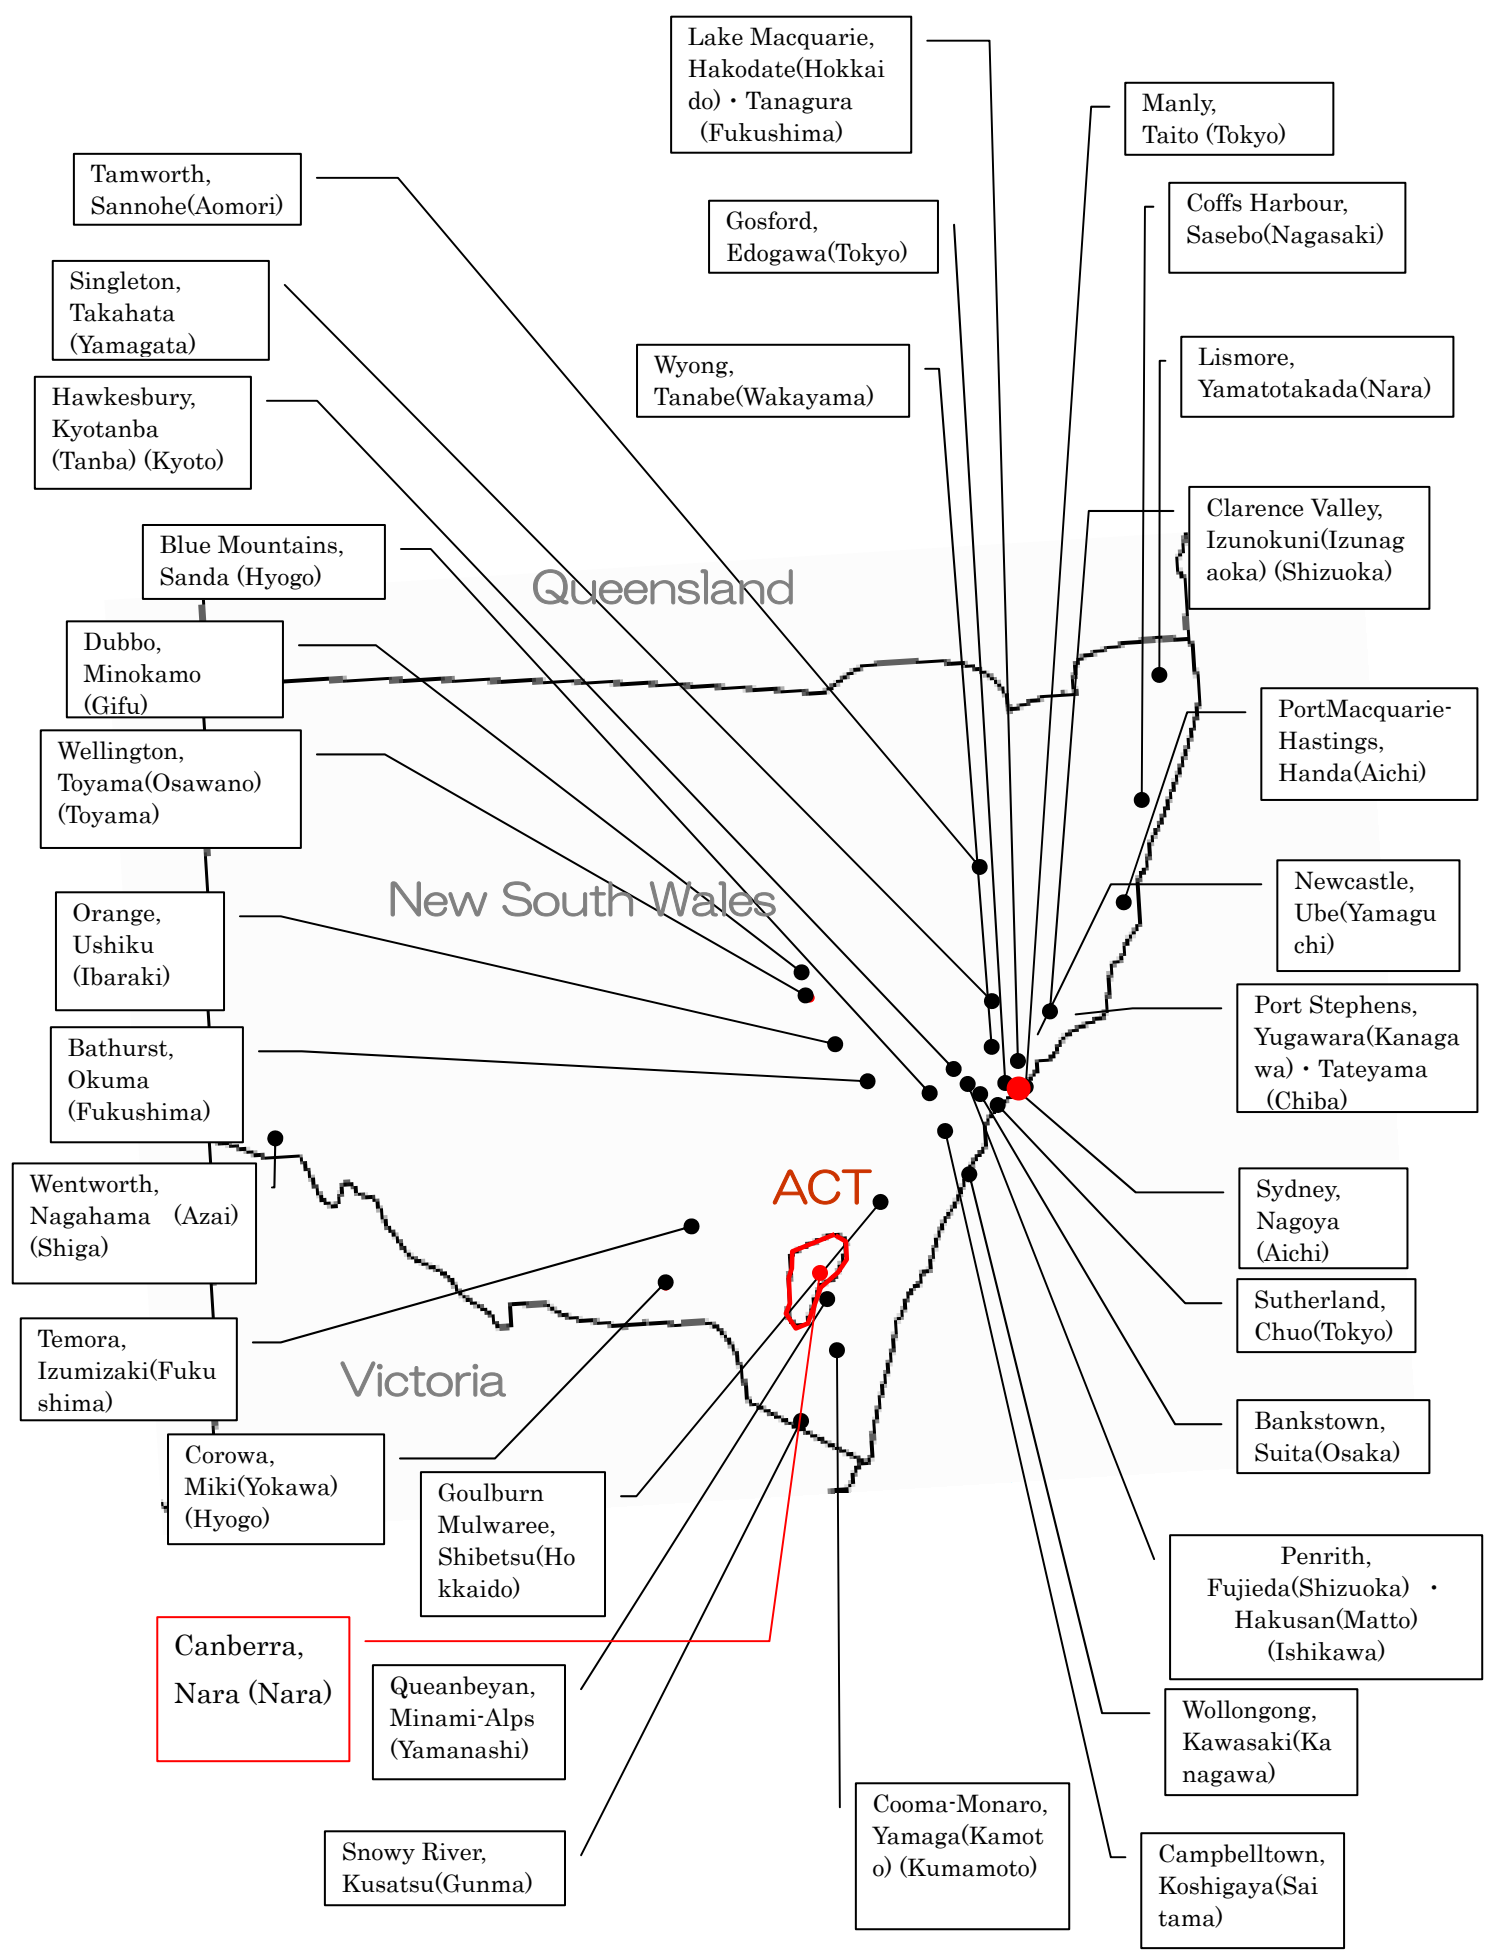 Lake Macquarie,
Hakodate(Hokkai
do)・Tanagura
(Fukushima)
Manly,
Taito (Tokyo)
Tamworth,
Sannohe(Aomori)
Gosford,
Edogawa(Tokyo)
Coffs Harbour,
Sasebo(Nagasaki)
Singleton,
Takahata
(Yamagata)
Wyong,
Tanabe(Wakayama)
Lismore,
Yamatotakada(Nara)
Hawkesbury,
Kyotanba
(Tanba) (Kyoto)
Clarence Valley,
Izunokuni(Izunag
aoka) (Shizuoka)
Blue Mountains,
Sanda (Hyogo)
Queensland
Dubbo,
Minokamo
(Gifu)
PortMacquarie-
Hastings,
Handa(Aichi)
Wellington,
Toyama(Osawano)
(Toyama)
New South Wales
Newcastle,
Ube(Yamagu
chi)
Orange,
Ushiku
(Ibaraki)
Port Stephens,
Yugawara(Kanaga
wa)・Tateyama
(Chiba)
Bathurst,
Okuma
(Fukushima)
Wentworth,
Nagahama (Azai)
(Shiga)
ACT
Sydney,
Nagoya
(Aichi)
Sutherland,
Chuo(Tokyo)
Temora,
Izumizaki(Fuku
shima)
Victoria
Bankstown,
Suita(Osaka)
Corowa,
Miki(Yokawa)
(Hyogo)
Goulburn
Mulwaree,
Shibetsu(Ho
kkaido)
Penrith,
Fujieda(Shizuoka) ・
Hakusan(Matto)
(Ishikawa)
Canberra,
Nara (Nara)
Queanbeyan,
Minami-Alps
(Yamanashi)
Wollongong,
Kawasaki(Ka
nagawa)
Cooma-Monaro,
Yamaga(Kamot
o) (Kumamoto)
Snowy River,
Kusatsu(Gunma)
Campbelltown,
Koshigaya(Sai
tama)